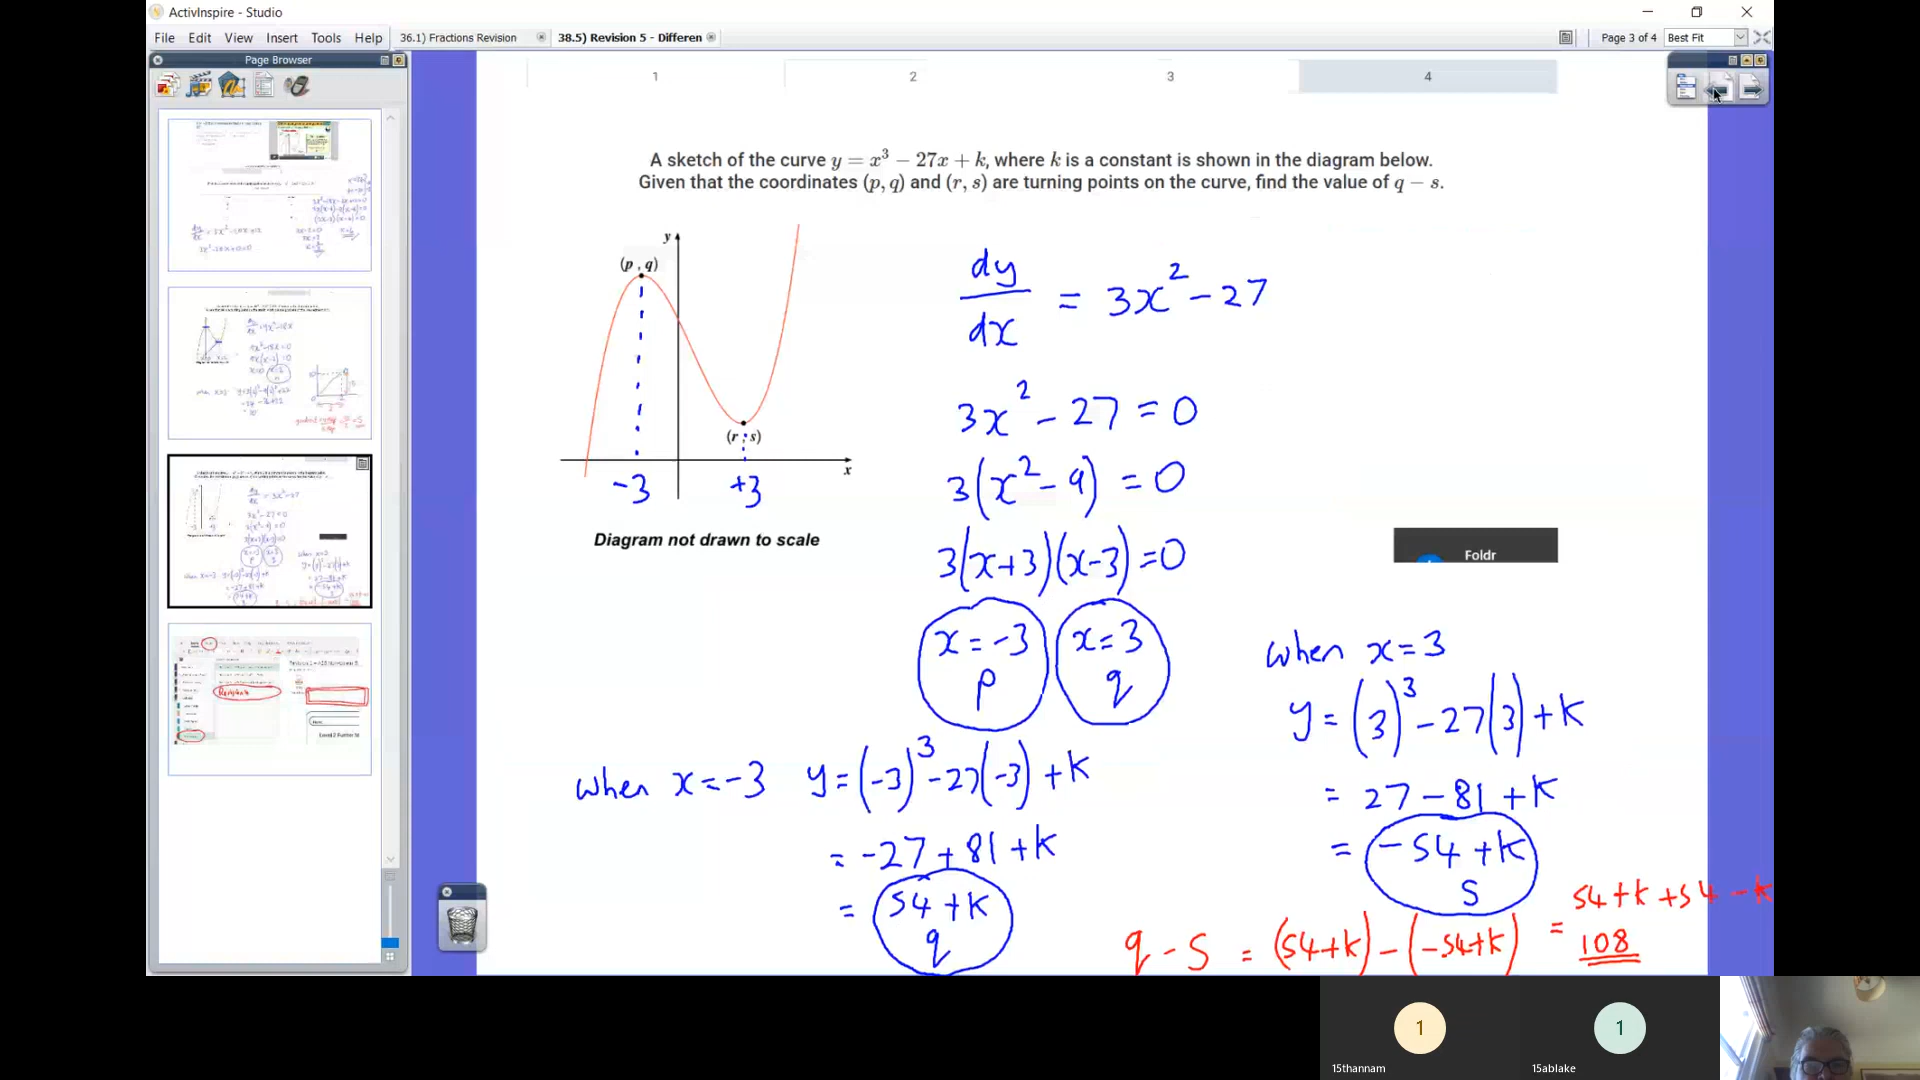 ActivInspire - Studio
File Edit View Insert Tools Help
36.1) Fractions Revision
38.5) Revision 5 - Differen
Page 3 of 4
Best Fit
Page Browser
1 2 3 4
A sketch of the curve y = x³ − 27x + k, where k is a constant is shown in the diagram below.
Given that the coordinates (p, q) and (r, s) are turning points on the curve, find the value of q − s.
y
(p , q)
(r , s)
x
-3 +3
Diagram not drawn to scale
dy/dx = 3x² - 27
3x² - 27 = 0
3(x² - 9) = 0
3(x+3)(x-3) = 0
x = -3 x = 3
p q
Foldr
when x = -3 y = (-3)³ - 27(-3) + k
= -27 + 81 + k
= 54 + k
q
when x = 3
y = (3)³ - 27(3) + k
= 27 - 81 + k
= -54 + k
s
q - s = (54+k) - (-54+k) = 54+k+54-k
108
1 1
15thannam 15ablake